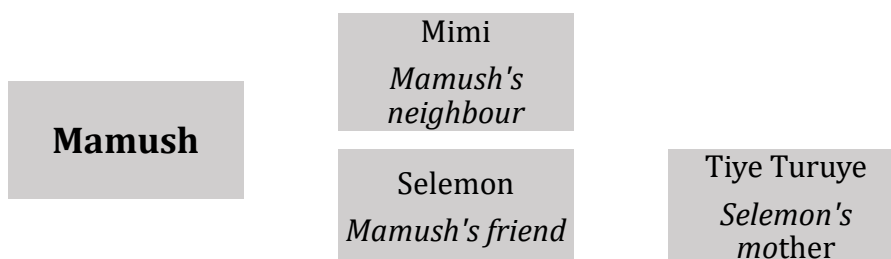 Mimi
Mamush's
neighbour
Mamush
Selemon
Mamush's friend
Tiye Turuye
Selemon's
mother